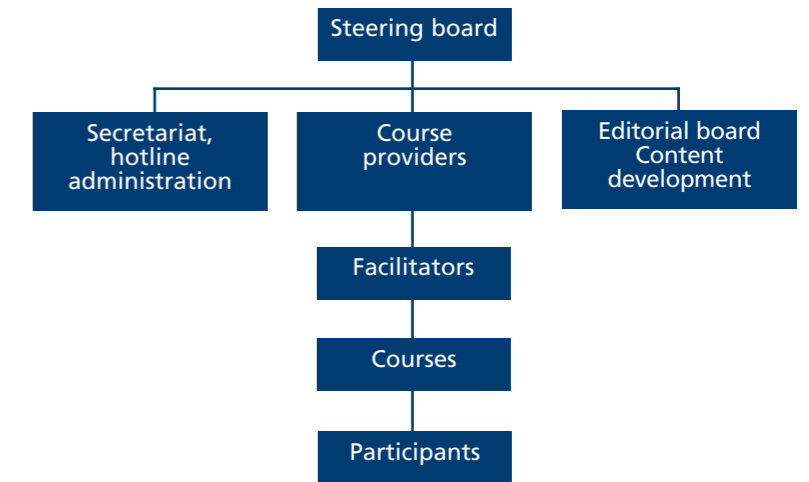 Steering board
Secretariat,
hotline
administration
Course
providers
Editorial board
Content
development
Facilitators
Courses
Participants